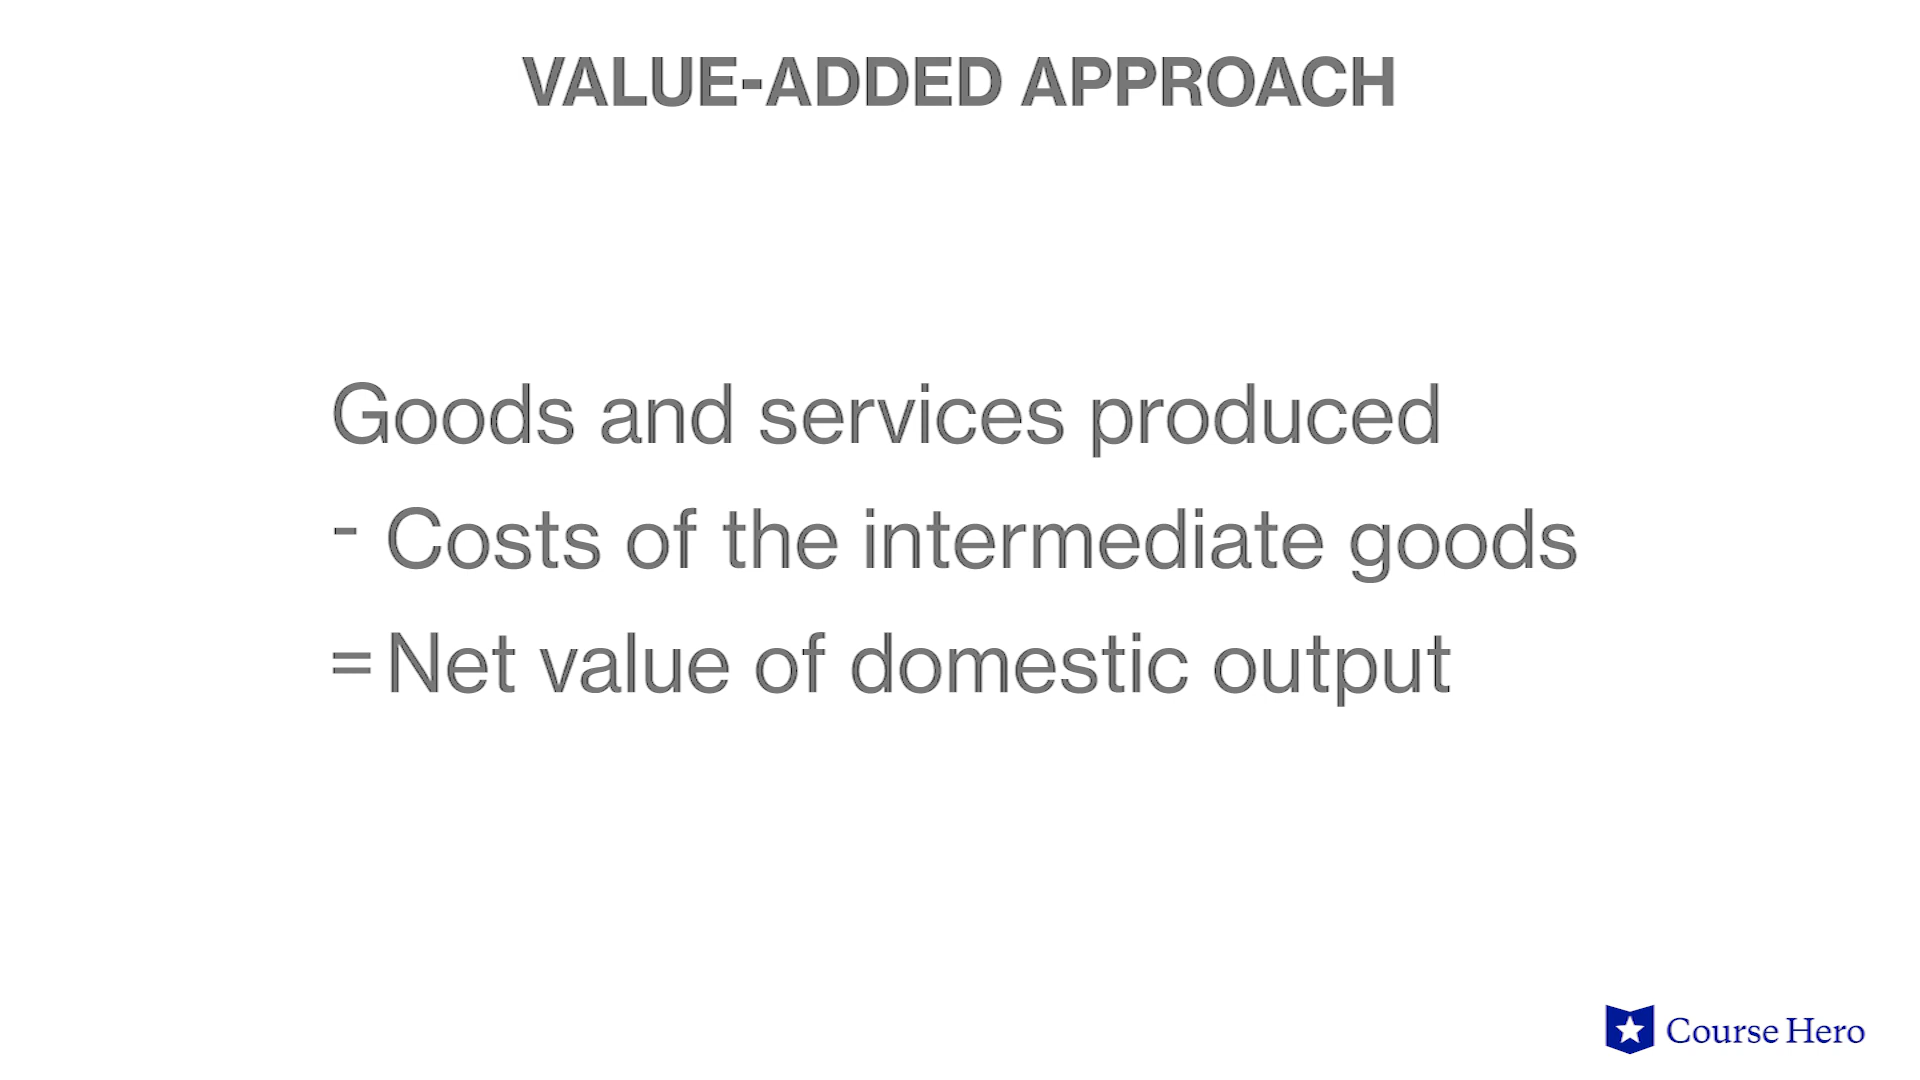 VALUE-ADDED APPROACH
Goods and services produced
- Costs of the intermediate goods
= Net value of domestic output
Course Hero